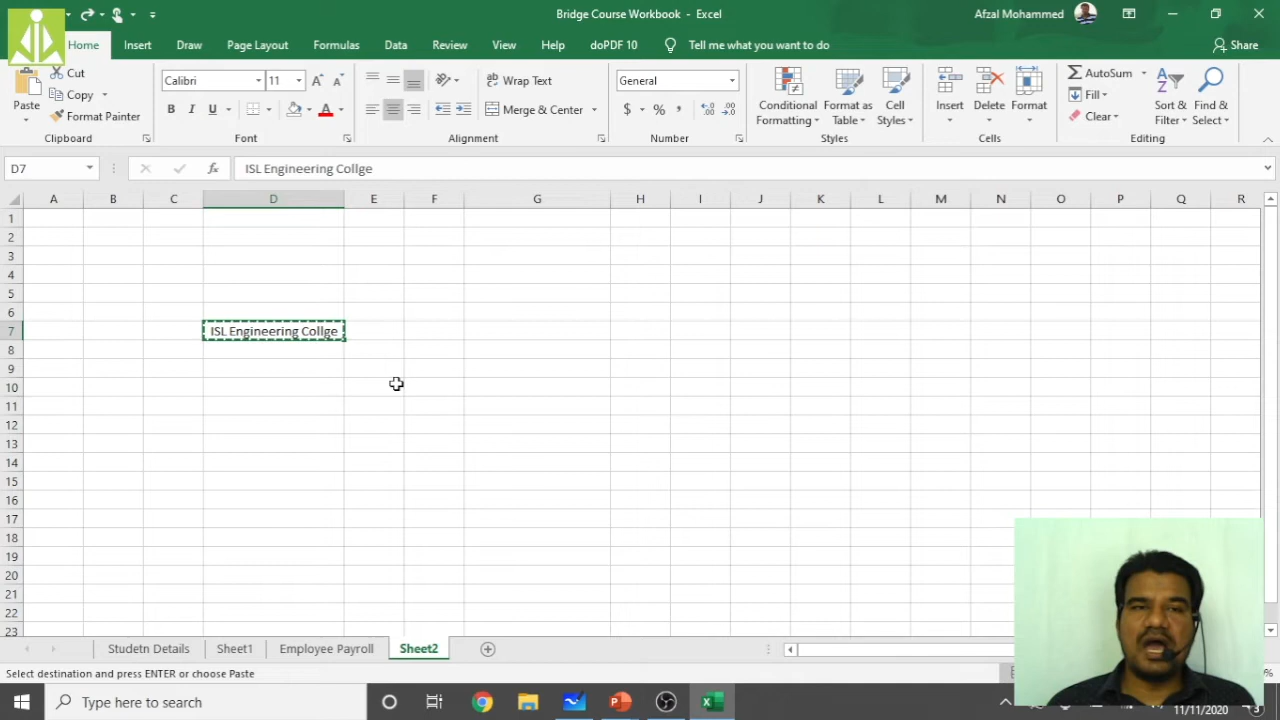 Bridge Course Workbook - Excel
Afzal Mohammed
Home Insert Draw Page Layout Formulas Data Review View Help doPDF 10 Tell me what you want to do Share
Paste
Cut
Copy
Format Painter
Clipboard
Calibri 11
B I U
Font
Wrap Text
Merge & Center
Alignment
General
$ % ,
Number
Conditional Formatting
Format as Table
Cell Styles
Styles
Insert Delete Format
Cells
AutoSum
Fill
Clear
Sort & Filter
Find & Select
Editing
D7 fx ISL Engineering Collge
A B C D E F G H I J K L M N O P Q R
1
2
3
4
5
6
7 ISL Engineering Collge
8
9
10
11
12
13
14
15
16
17
18
19
20
21
22
23
Studetn Details Sheet1 Employee Payroll Sheet2
Select destination and press ENTER or choose Paste
Type here to search
11/11/2020